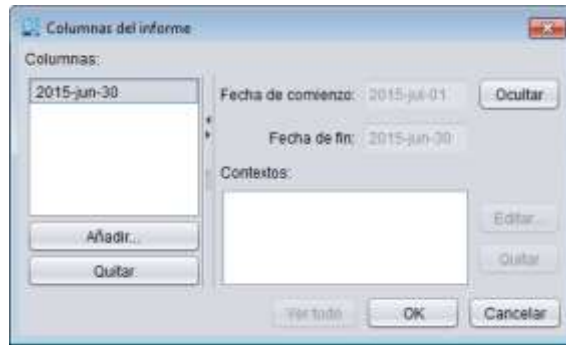 Columnas del informe
Columnas:
2015-jun-30
Fecha de comienzo: 2015-jul-01
Ocultar
Fecha de fin: 2015-jun-30
Contextos:
Añadir...
Editar...
Quitar
Quitar
Ver todo
OK
Cancelar